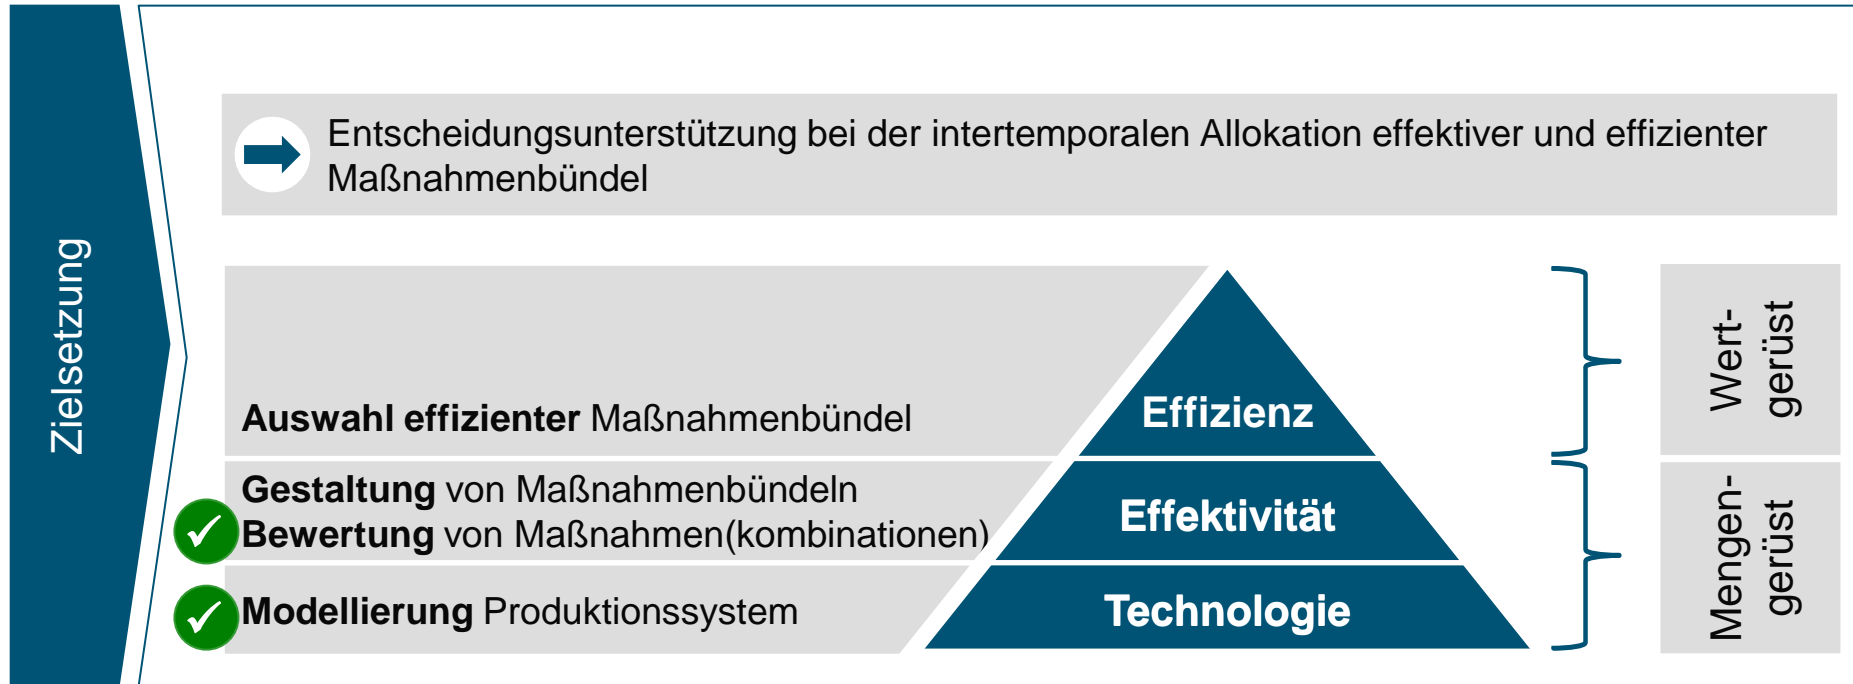 Zielsetzung
Entscheidungsunterstützung bei der intertemporalen Allokation effektiver und effizienter
Maßnahmenbündel
Auswahl effizienter Maßnahmenbündel
Effizienz
Wert-
gerüst
Gestaltung von Maßnahmenbündeln
Bewertung von Maßnahmen(kombinationen)
Effektivität
Mengen-
gerüst
Modellierung Produktionssystem
Technologie